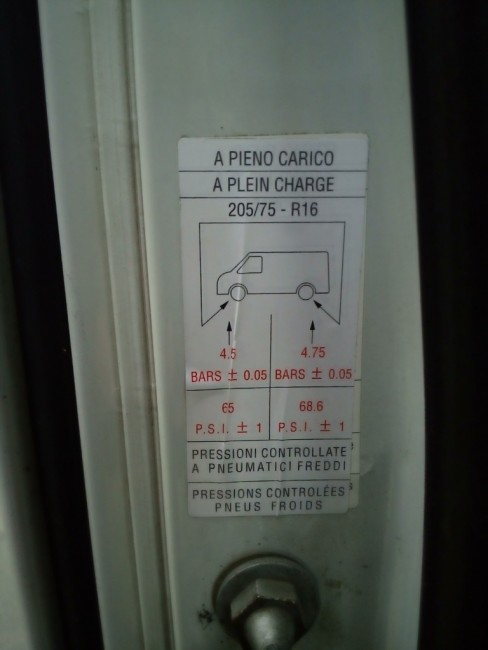 A PIENO CARICO
A PLEIN CHARGE
205/75 - R16
4.5 4.75
BARS ± 0.05 BARS ± 0.05
65 68.6
P.S.I. ± 1 P.S.I. ± 1
PRESSIONI CONTROLLATE
A PNEUMATICI FREDDI
PRESSIONS CONTROLÉES
PNEUS FROIDS